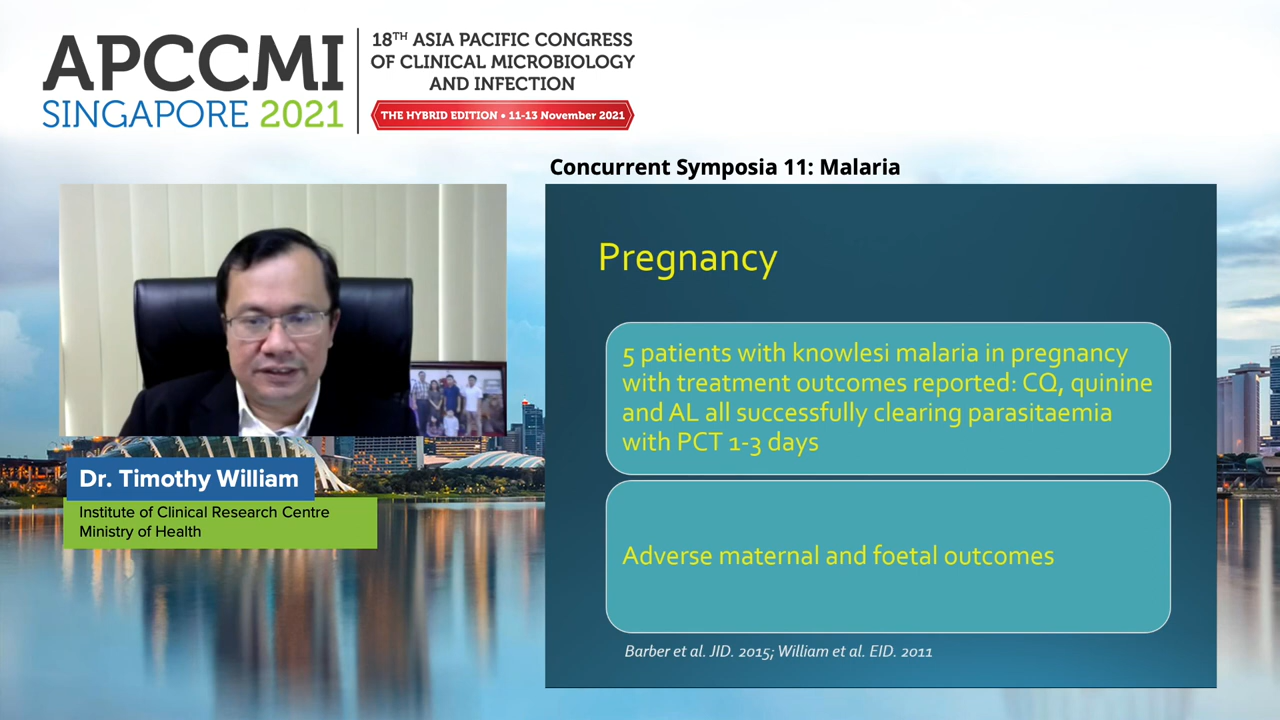 APCCMI
SINGAPORE 2021
18TH ASIA PACIFIC CONGRESS
OF CLINICAL MICROBIOLOGY
AND INFECTION
THE HYBRID EDITION • 11-13 November 2021
Concurrent Symposia 11: Malaria
Pregnancy
5 patients with knowlesi malaria in pregnancy
with treatment outcomes reported: CQ, quinine
and AL all successfully clearing parasitaemia
with PCT 1-3 days
Adverse maternal and foetal outcomes
Barber et al. JID. 2015; William et al. EID. 2011
Dr. Timothy William
Institute of Clinical Research Centre
Ministry of Health